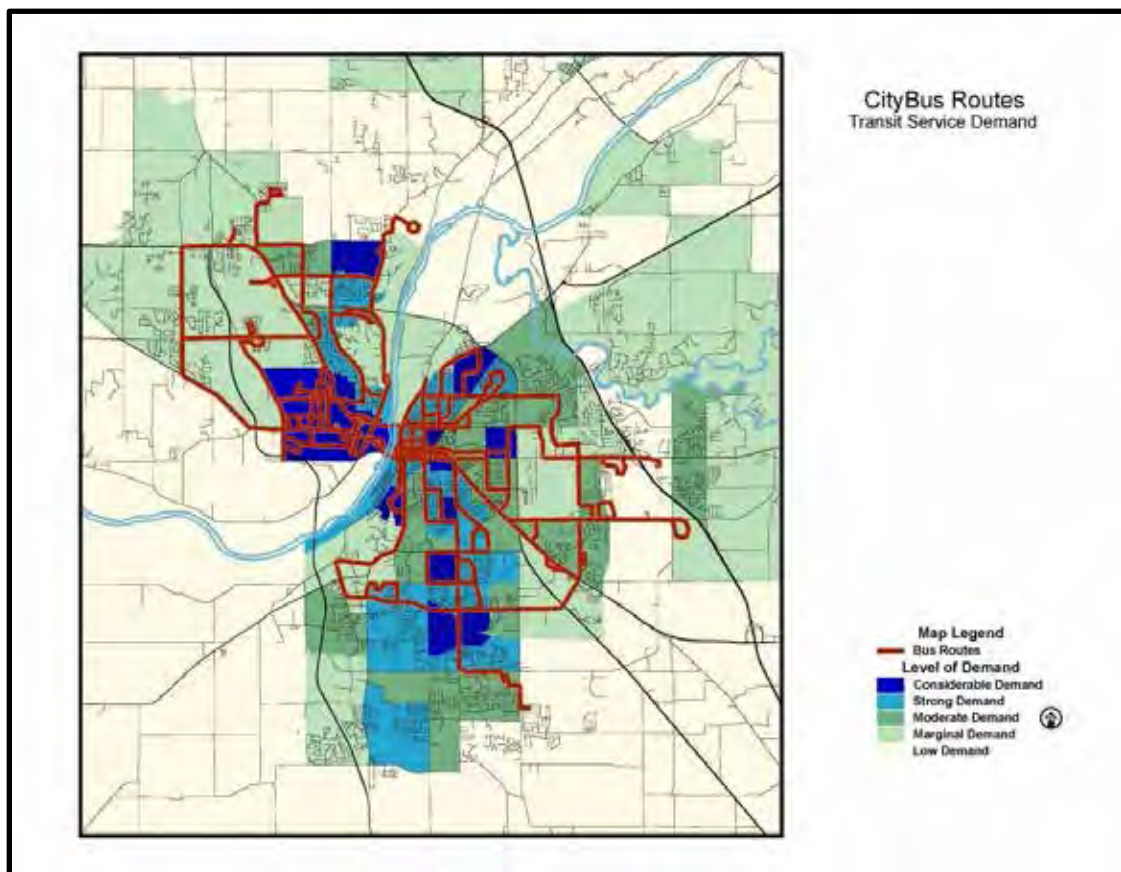 CityBus Routes
Transit Service Demand
Map Legend
Bus Routes
Level of Demand
Considerable Demand
Strong Demand
Moderate Demand
Marginal Demand
Low Demand